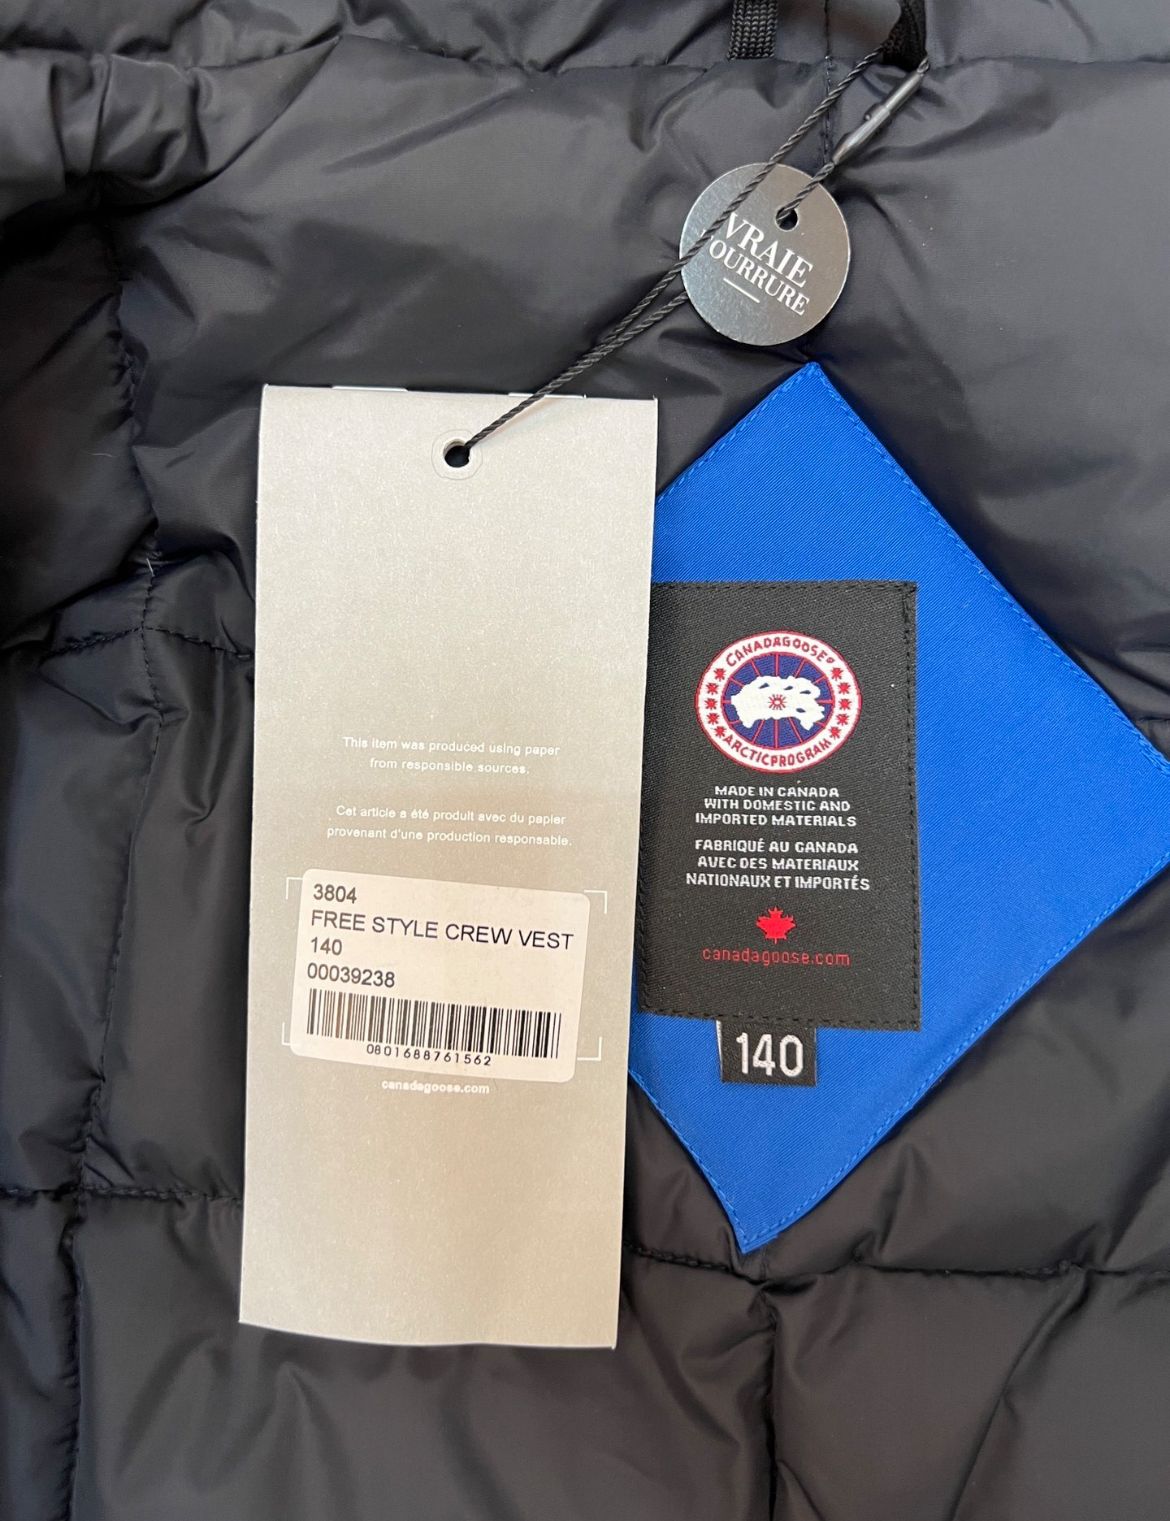 VRAIE
FOURRURE
This item was produced using paper
from responsible sources.
Cet article a été produit avec du papier
provenant d'une production responsable.
3804
FREE STYLE CREW VEST
140
00039238
0801688761562
canadagoose.com
CANADA GOOSE®
ARCTIC PROGRAM
MADE IN CANADA
WITH DOMESTIC AND
IMPORTED MATERIALS
FABRIQUÉ AU CANADA
AVEC DES MATERIAUX
NATIONAUX ET IMPORTÉS
canadagoose.com
140